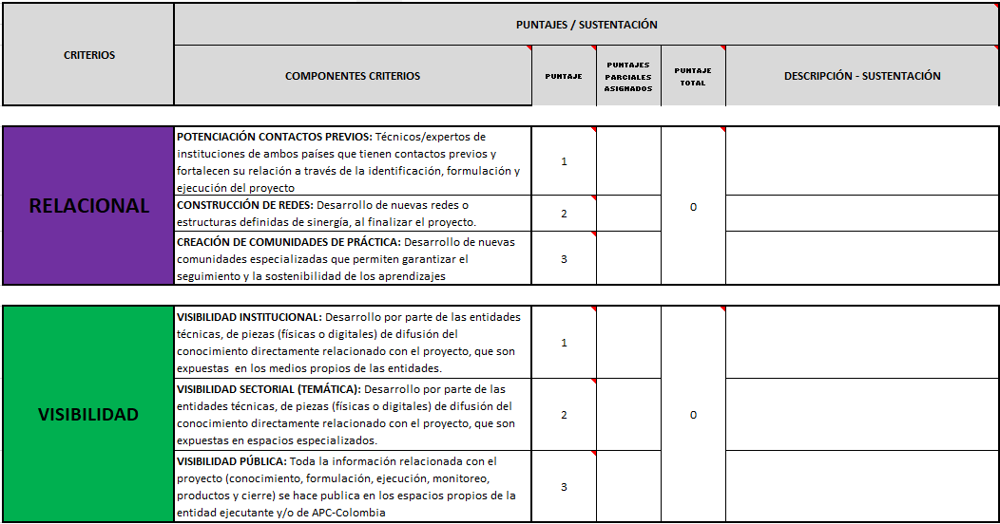 CRITERIOS
PUNTAJES / SUSTENTACIÓN
COMPONENTES CRITERIOS
PUNTAJE
PUNTAJES
PARCIALES
ASIGNADOS
PUNTAJE
TOTAL
DESCRIPCIÓN - SUSTENTACIÓN
RELACIONAL
POTENCIACIÓN CONTACTOS PREVIOS: Técnicos/expertos de
instituciones de ambos países que tienen contactos previos y
fortalecen su relación a través de la identificación, formulación y
ejecución del proyecto
1
CONSTRUCCIÓN DE REDES: Desarrollo de nuevas redes o
estructuras definidas de sinergía, al finalizar el proyecto.
2
CREACIÓN DE COMUNIDADES DE PRÁCTICA: Desarrollo de nuevas
comunidades especializadas que permiten garantizar el
seguimiento y la sostenibilidad de los aprendizajes
3
0
VISIBILIDAD
VISIBILIDAD INSTITUCIONAL: Desarrollo por parte de las entidades
técnicas, de piezas (físicas o digitales) de difusión del
conocimiento directamente relacionado con el proyecto, que son
expuestas en los medios propios de las entidades.
1
VISIBILIDAD SECTORIAL (TEMÁTICA): Desarrollo por parte de las
entidades técnicas, de piezas (físicas o digitales) de difusión del
conocimiento directamente relacionado con el proyecto, que son
expuestas en espacios especializados.
2
VISIBILIDAD PÚBLICA: Toda la información relacionada con el
proyecto (conocimiento, formulación, ejecución, monitoreo,
productos y cierre) se hace publica en los espacios propios de la
entidad ejecutante y/o de APC-Colombia
3
0